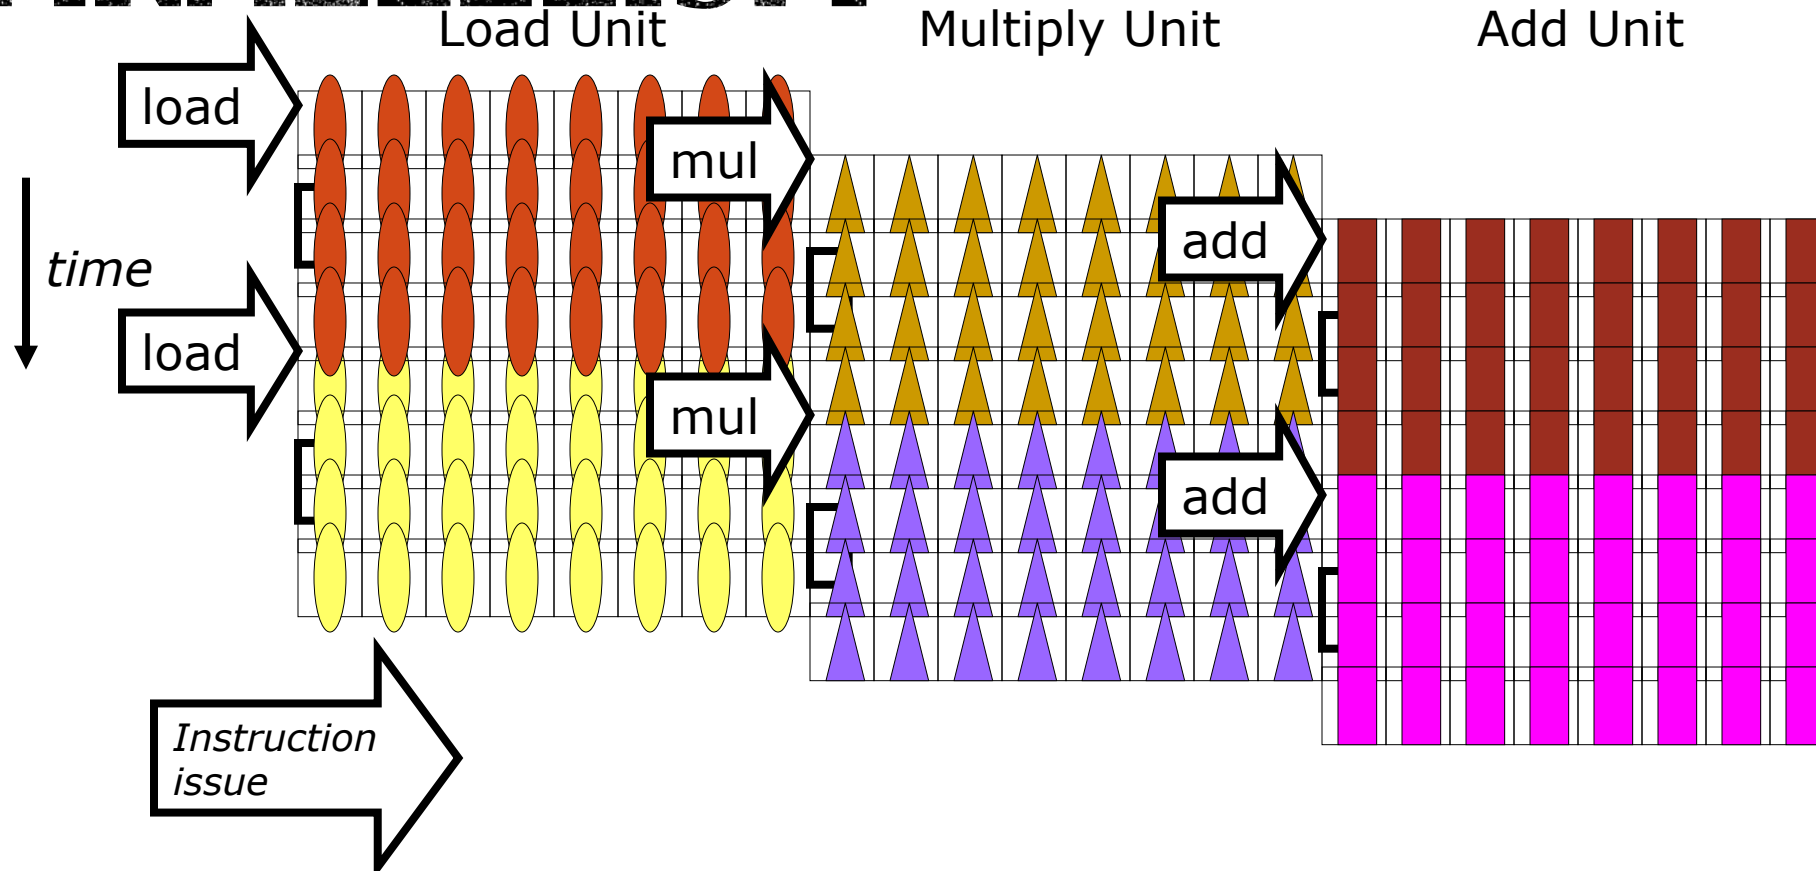 Load Unit
Multiply Unit
Add Unit
load
mul
add
time
load
mul
add
Instruction
issue